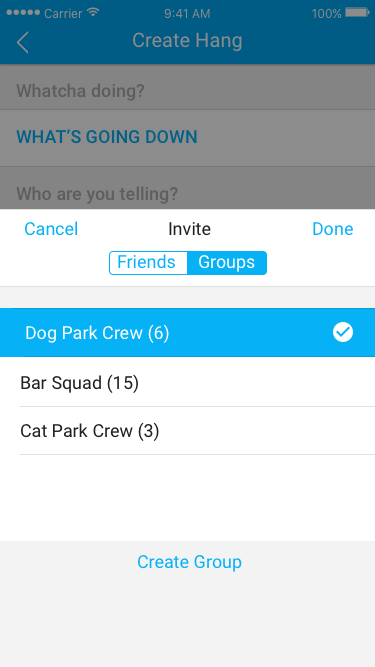 Carrier 9:41 AM 100%
Create Hang
Whatcha doing?
WHAT'S GOING DOWN
Who are you telling?
Cancel Invite Done
Friends Groups
Dog Park Crew (6)
Bar Squad (15)
Cat Park Crew (3)
Create Group